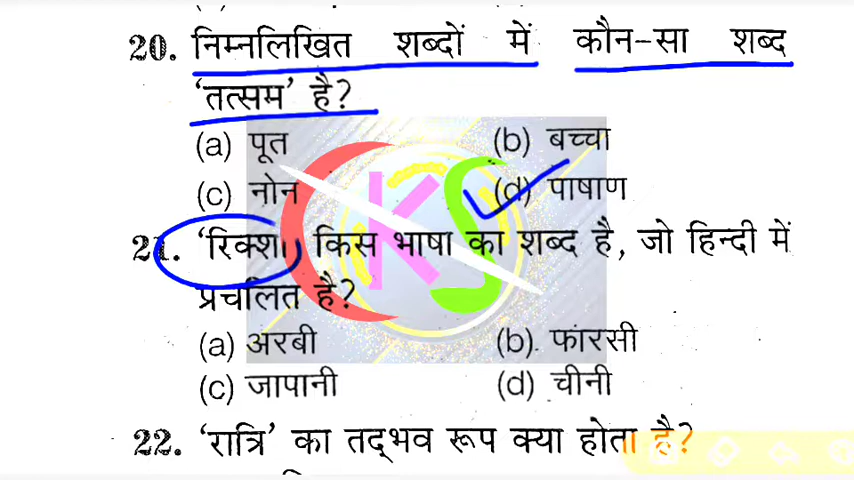 20. निम्नलिखित शब्दों में कौन-सा शब्द
‘तत्सम’ है?
(a) पूत (b) बच्चा
(c) नोन (d) पाषाण
21. ‘रिक्शा’ किस भाषा का शब्द है, जो हिन्दी में
प्रचलित है?
(a) अरबी (b) फारसी
(c) जापानी (d) चीनी
22. ‘रात्रि’ का तद्भव रूप क्या होता है?